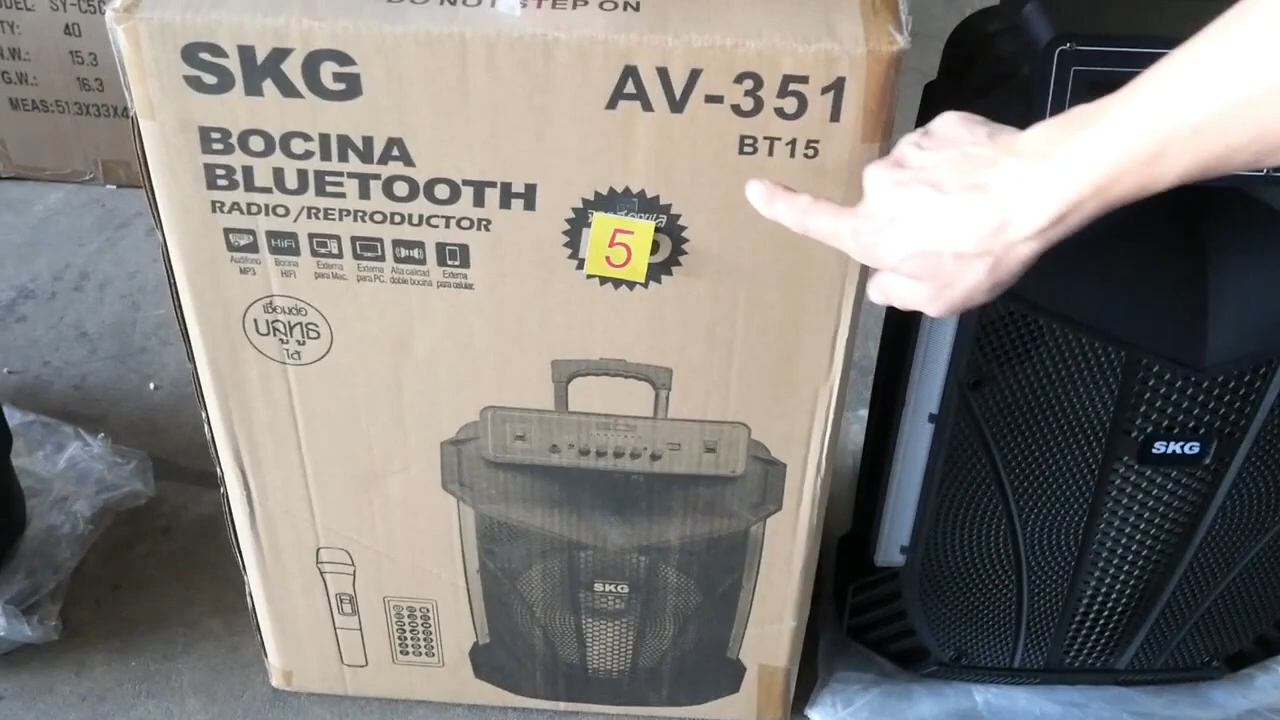 DO NOT STEP ON
SY-C5
40
N.W.: 15.3
G.W.: 16.3
MEAS:51.3X33X4
SKG
AV-351
BT15
BOCINA
BLUETOOTH
RADIO/REPRODUCTOR
HiFi
Audifono MP3
Bocina HIFI
Externa para Mac.
Externa para PC.
Alta calidad doble bocina
Externa para celular.
5
เชื่อมต่อ
บลูทูธ
ได้
SKG
SKG